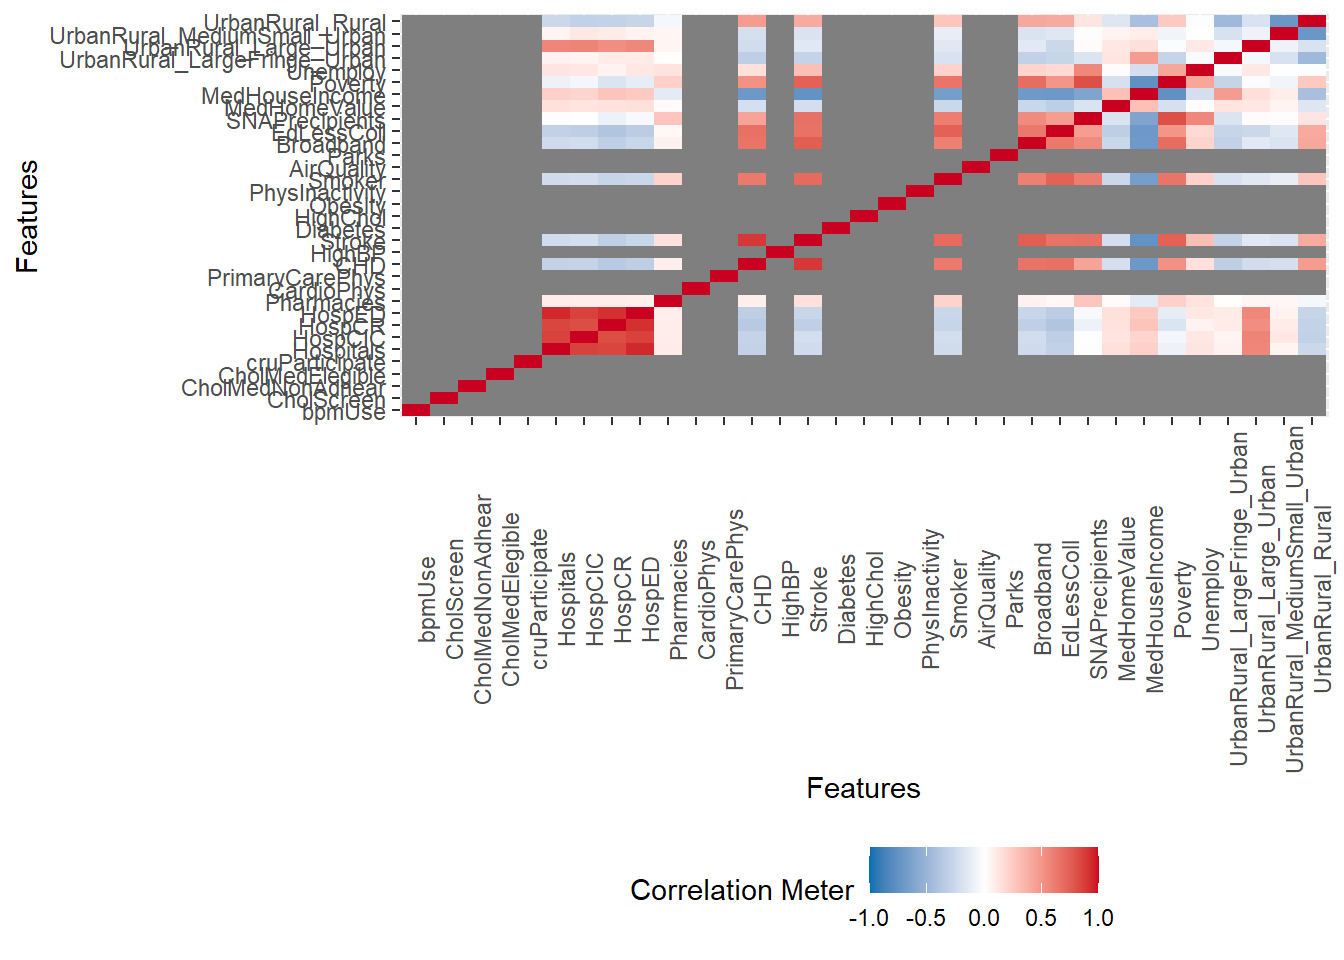 UrbanRural_Rural
UrbanRural_MediumSmall_Urban
UrbanRural_Large_Urban
UrbanRural_LargeFringe_Urban
Unemploy
Poverty
MedHouseIncome
MedHomeValue
SNAPrecipients
EdLessColl
Broadband
Parks
AirQuality
Smoker
PhysInactivity
Obesity
HighChol
Diabetes
Stroke
HighBP
CHD
PrimaryCarePhys
CardioPhys
Pharmacies
HospED
HospCR
HospCIC
Hospitals
cruParticipate
CholMedElegible
CholMedNonAdhear
CholScreen
bpmUse
Features
bpmUse
CholScreen
CholMedNonAdhear
CholMedElegible
cruParticipate
Hospitals
HospCIC
HospCR
HospED
Pharmacies
CardioPhys
PrimaryCarePhys
CHD
HighBP
Stroke
Diabetes
HighChol
Obesity
PhysInactivity
Smoker
AirQuality
Parks
Broadband
EdLessColl
SNAPrecipients
MedHomeValue
MedHouseIncome
Poverty
Unemploy
UrbanRural_LargeFringe_Urban
UrbanRural_Large_Urban
UrbanRural_MediumSmall_Urban
UrbanRural_Rural
Features
Correlation Meter
-1.0 -0.5 0.0 0.5 1.0